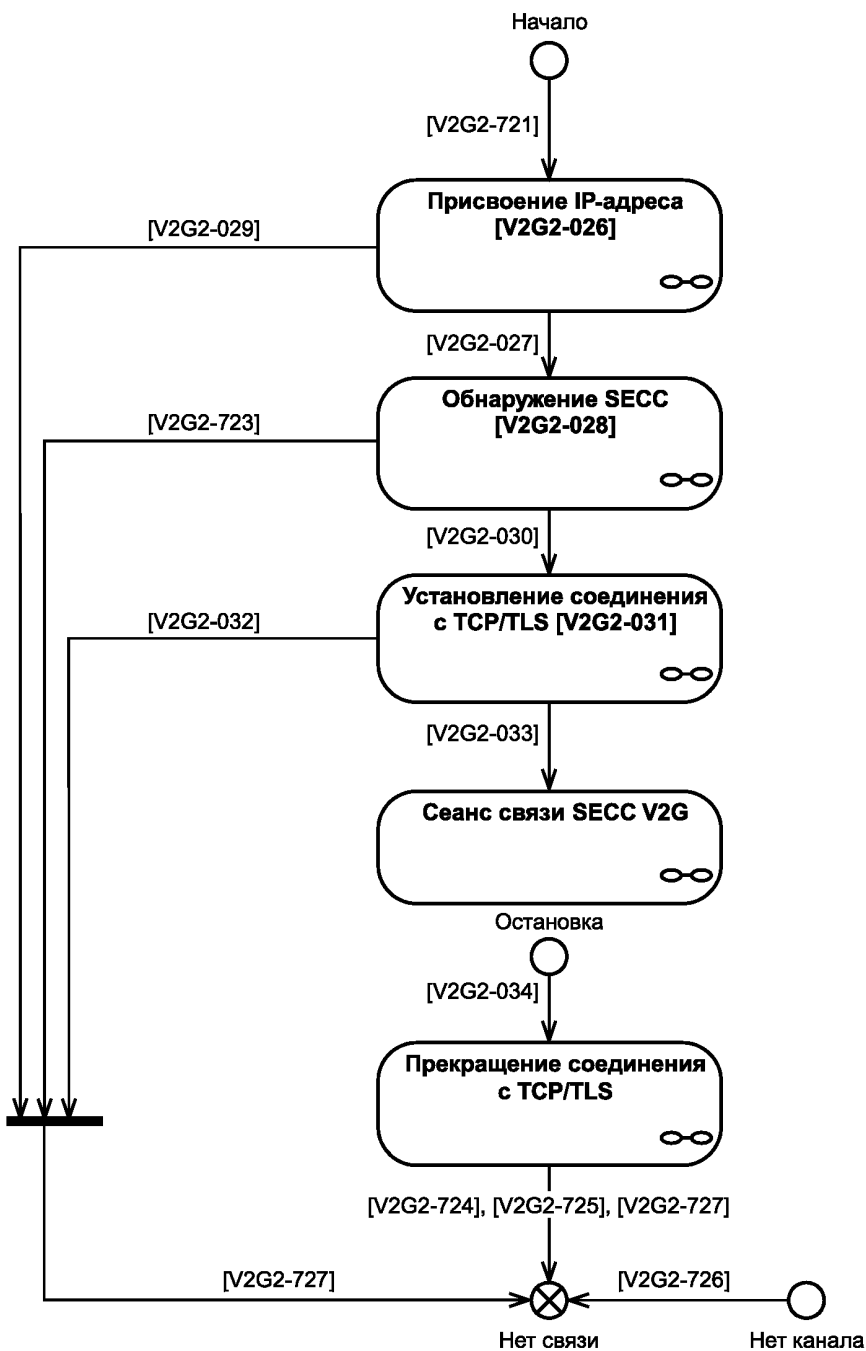 Начало
[V2G2-721]
Присвоение IP-адреса
[V2G2-026]
[V2G2-029]
[V2G2-027]
Обнаружение SECC
[V2G2-028]
[V2G2-723]
[V2G2-030]
Установление соединения
с TCP/TLS [V2G2-031]
[V2G2-032]
[V2G2-033]
Сеанс связи SECC V2G
Остановка
[V2G2-034]
Прекращение соединения
с TCP/TLS
[V2G2-724], [V2G2-725], [V2G2-727]
[V2G2-727]
[V2G2-726]
Нет связи
Нет канала